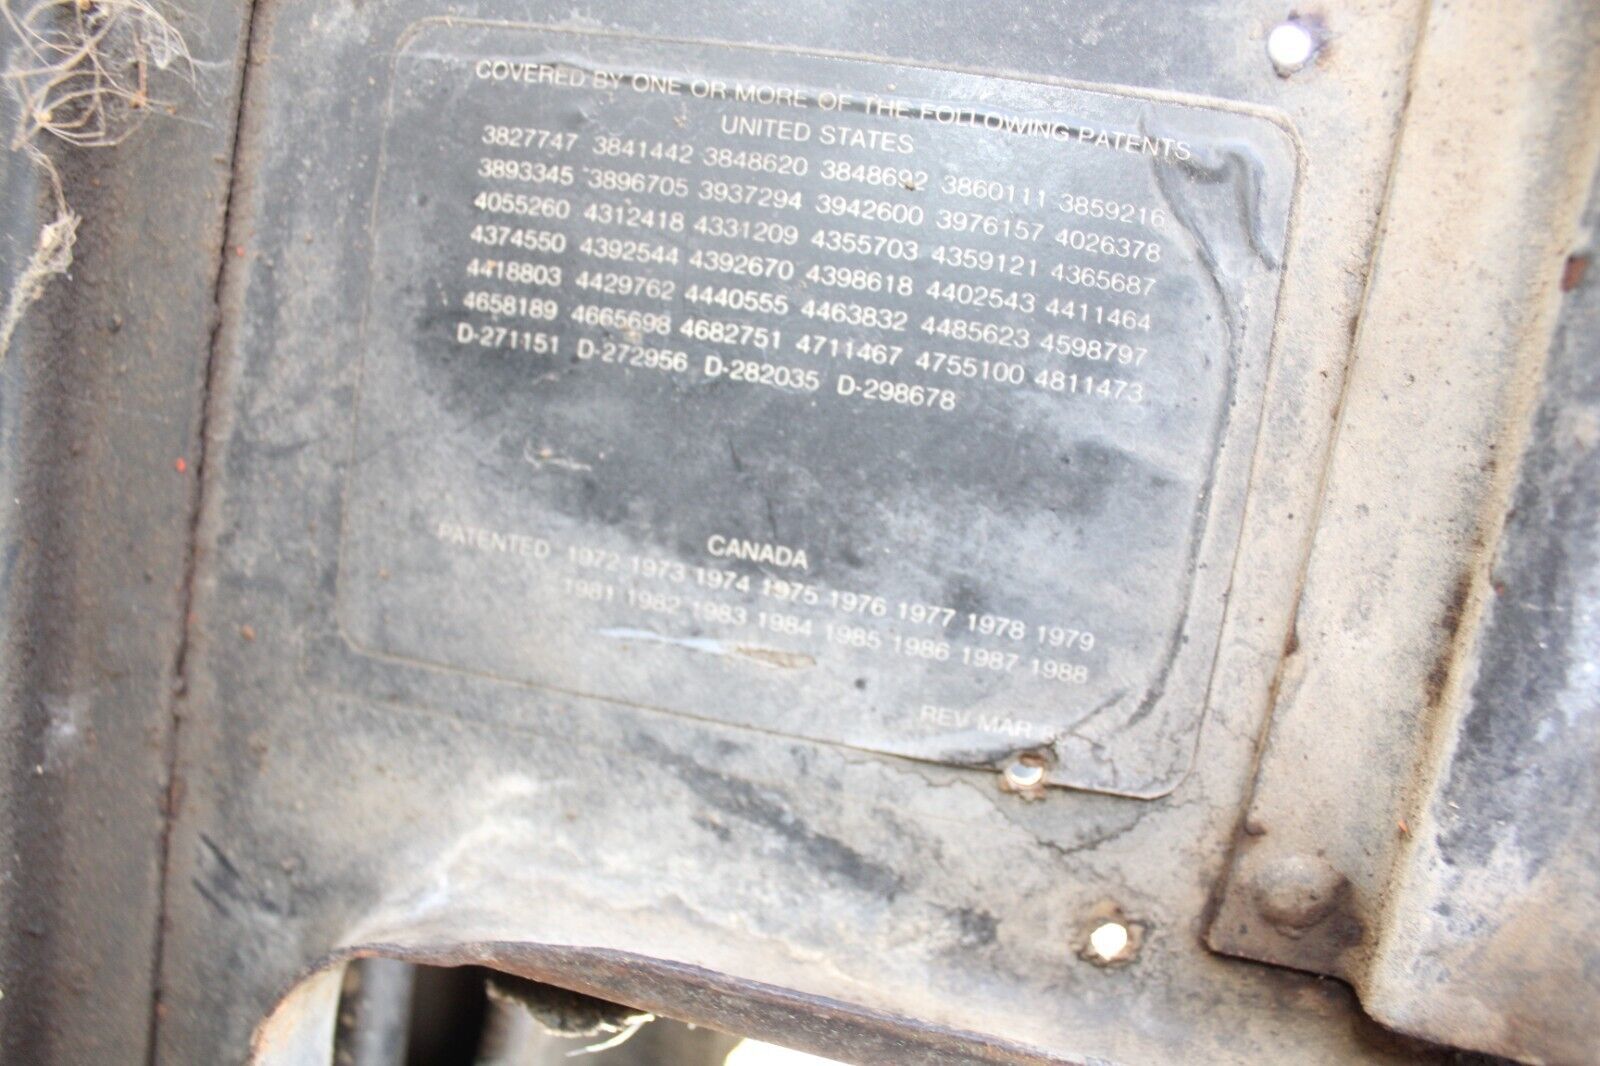 COVERED BY ONE OR MORE OF THE FOLLOWING PATENTS
UNITED STATES
3827747 3841442 3848620 3848692 3860111 3859216
3893345 3896705 3937294 3942600 3976157 4026378
4055260 4312418 4331209 4355703 4359121 4365687
4374550 4392544 4392670 4398618 4402543 4411464
4418803 4429762 4440555 4463832 4485623 4598797
4658189 4665698 4682751 4711467 4755100 4811473
D-271151 D-272956 D-282035 D-298678
CANADA
PATENTED 1972 1973 1974 1975 1976 1977 1978 1979
1981 1982 1983 1984 1985 1986 1987 1988
REV MAR